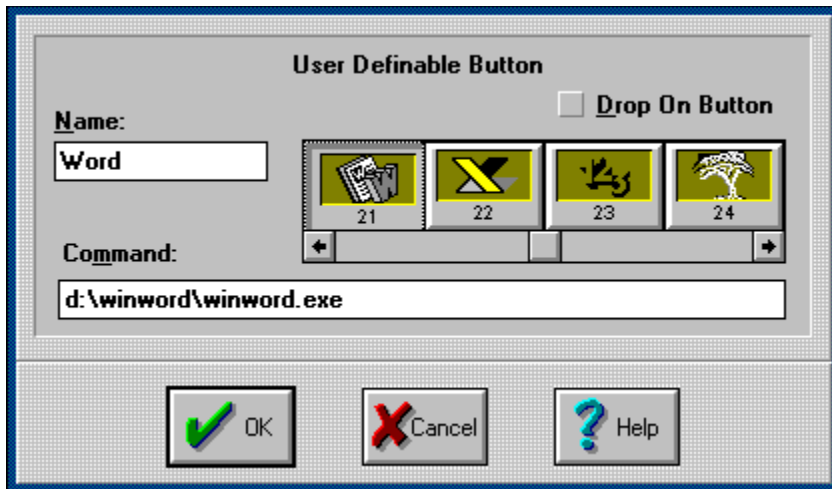 User Definable Button
Drop On Button
Name:
Word
21 22 23 24
Command:
d:\winword\winword.exe
OK Cancel Help